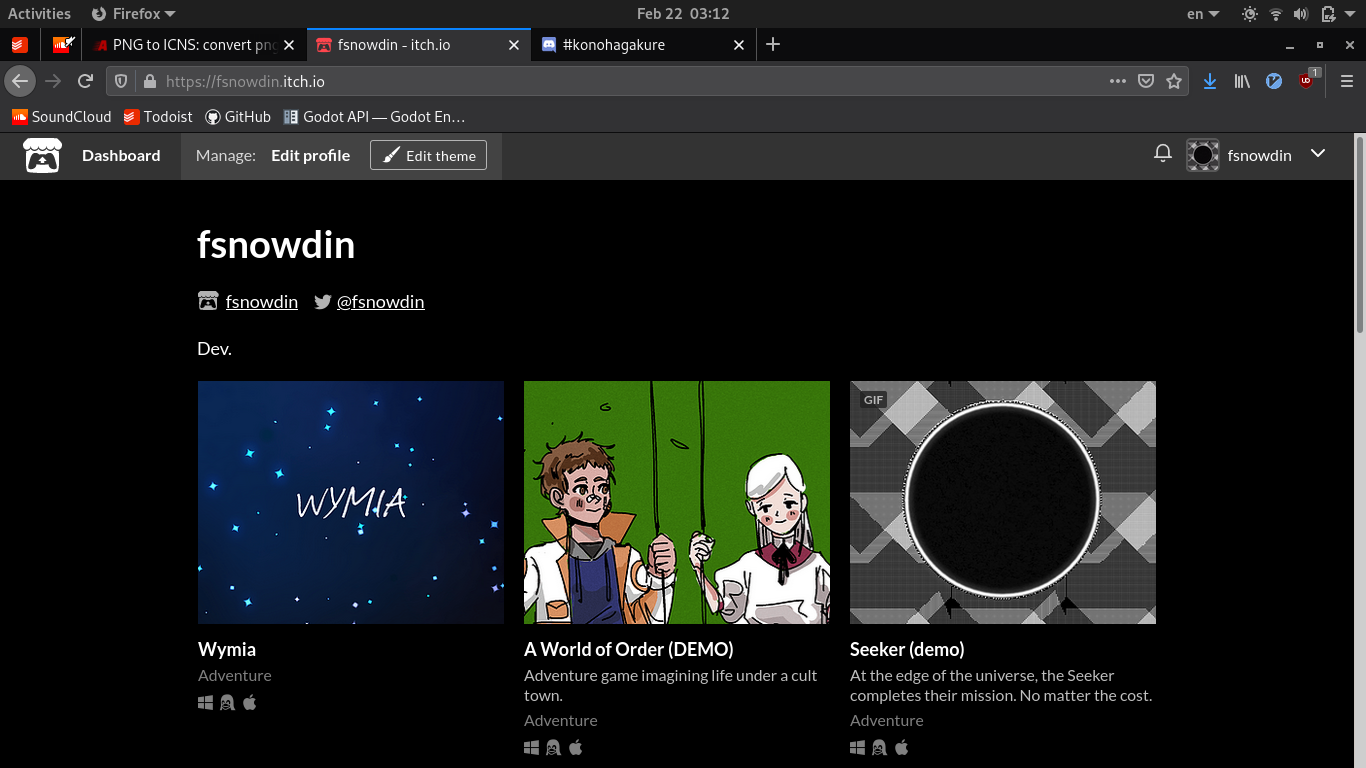 Activities Firefox Feb 22 03:12 en
PNG to ICNS: convert png fsnowdin - itch.io #konohagakure
https://fsnowdin.itch.io 1
SoundCloud Todoist GitHub Godot API — Godot En…
Dashboard Manage: Edit profile Edit theme fsnowdin
fsnowdin
fsnowdin @fsnowdin
Dev.
WYMIA
GIF
Wymia
Adventure
A World of Order (DEMO)
Adventure game imagining life under a cult
town.
Adventure
Seeker (demo)
At the edge of the universe, the Seeker
completes their mission. No matter the cost.
Adventure